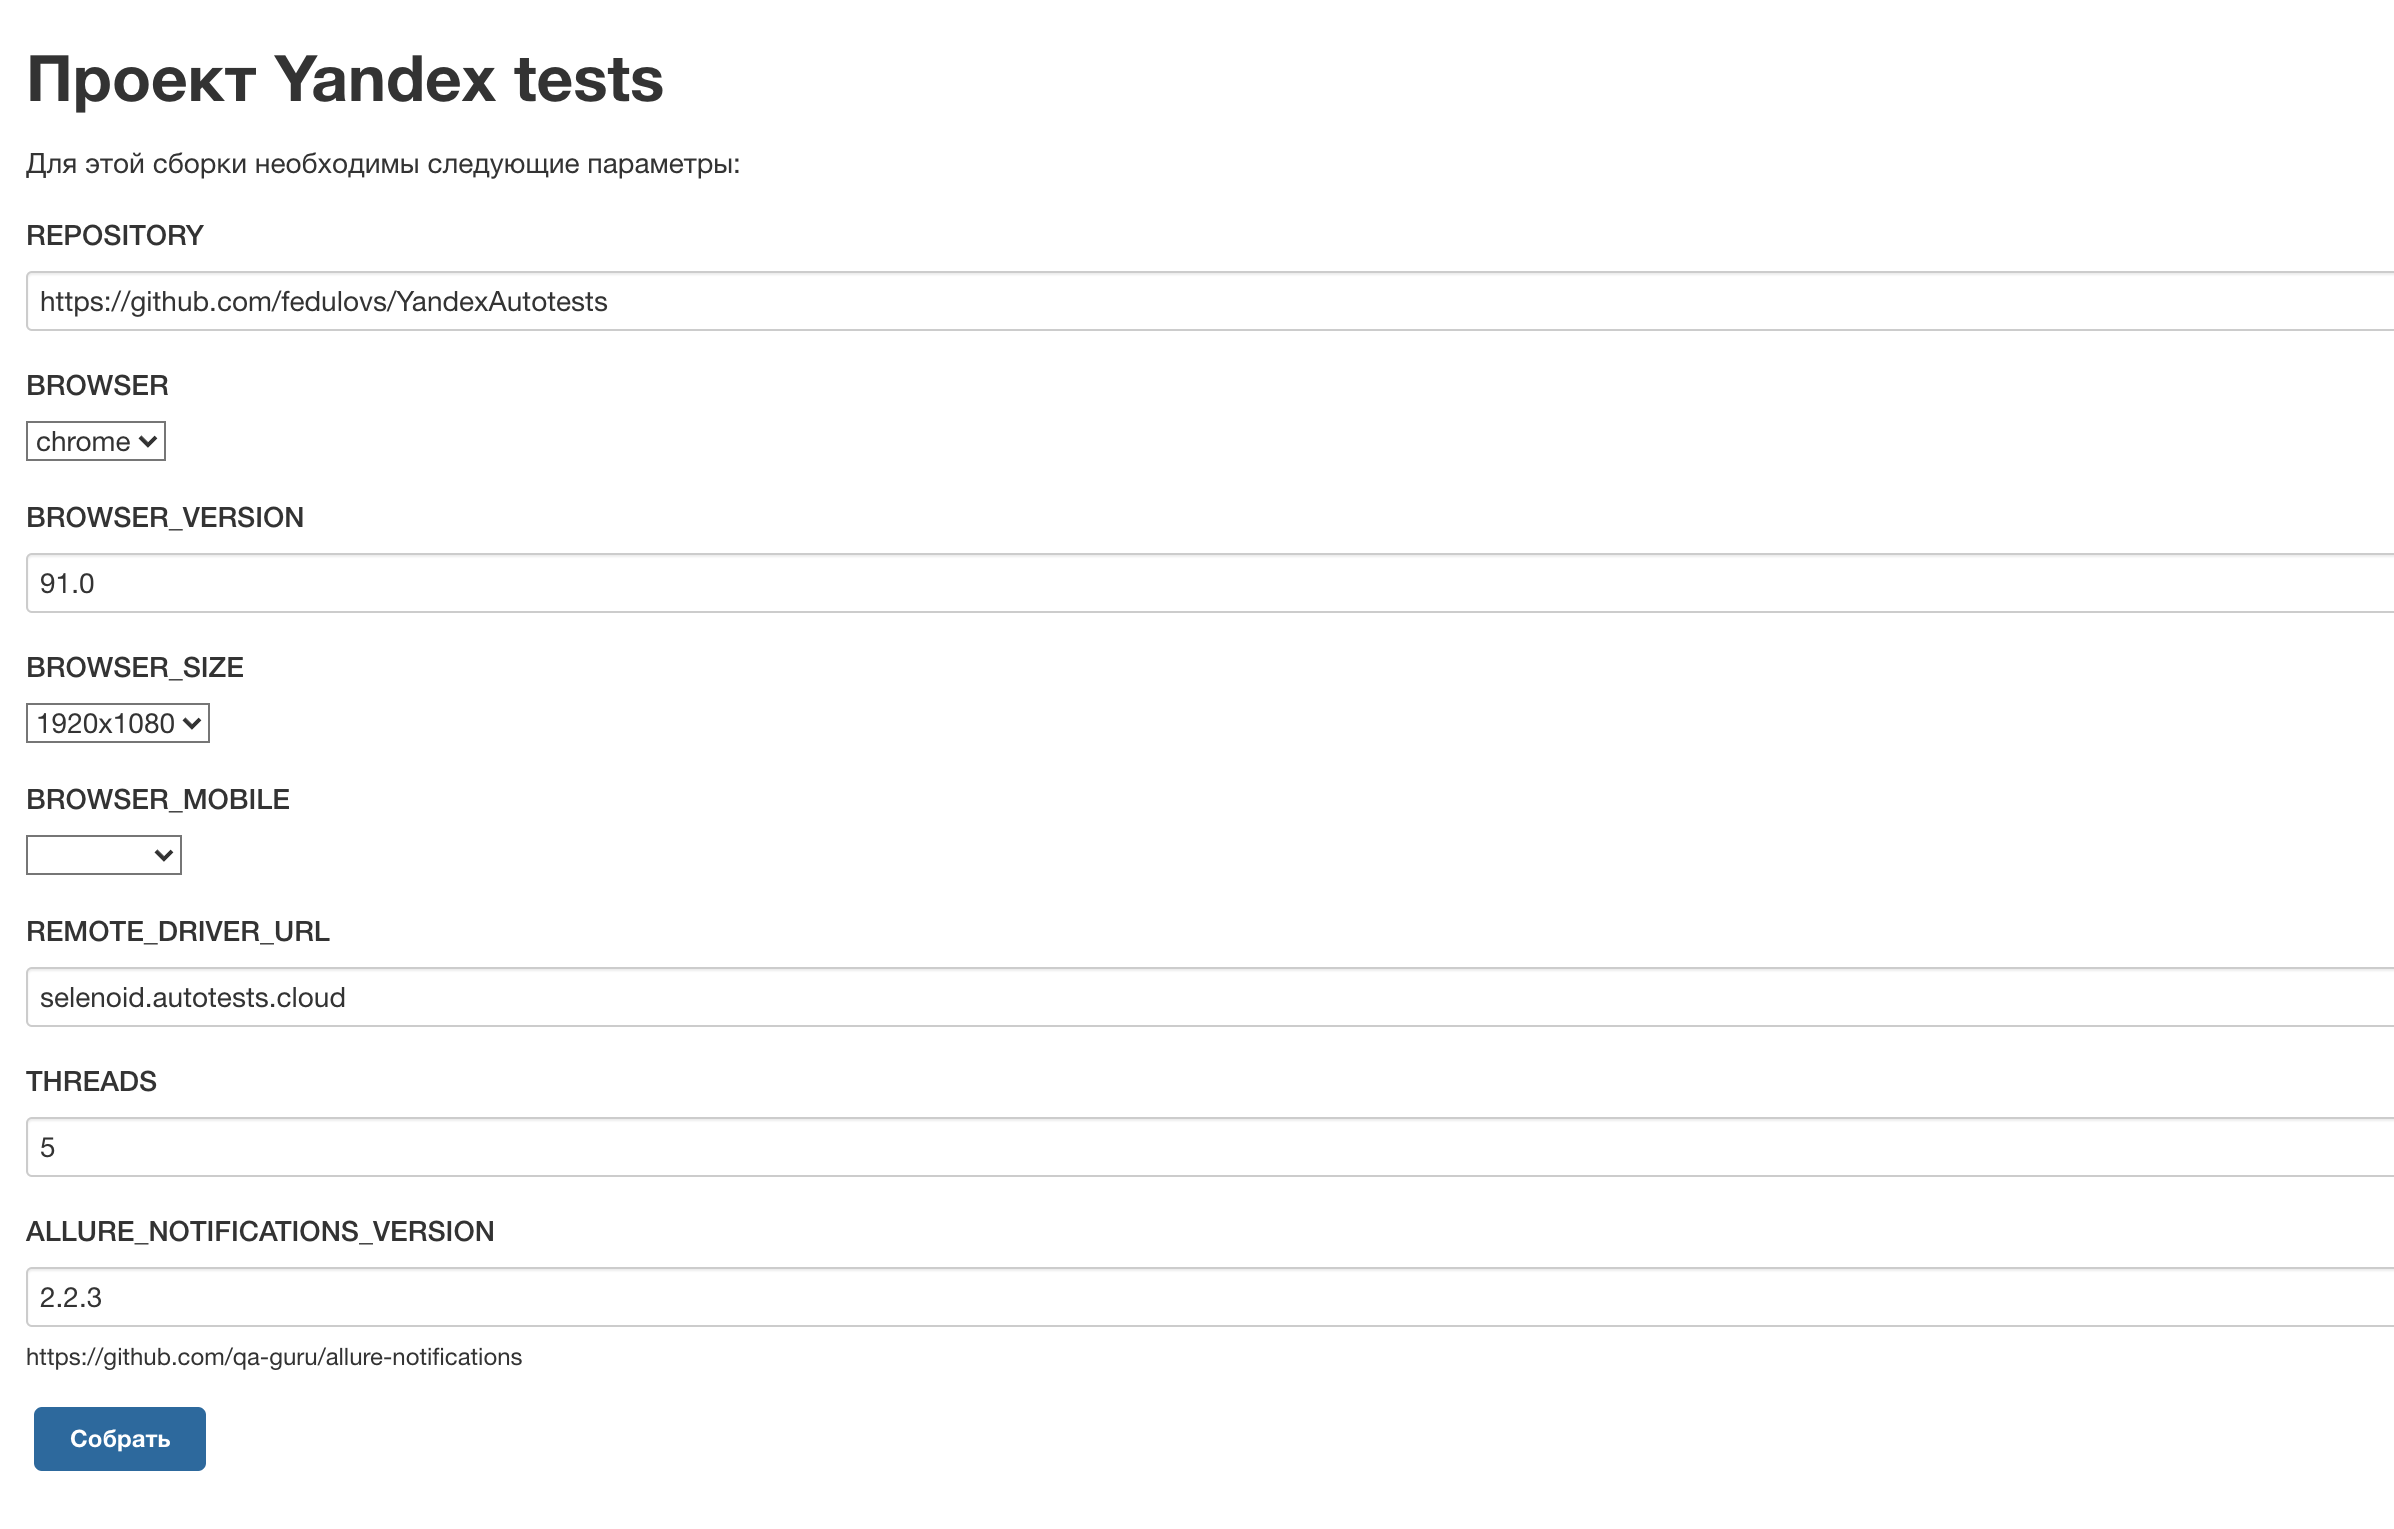 Проект Yandex tests
Для этой сборки необходимы следующие параметры:
REPOSITORY
https://github.com/fedulovs/YandexAutotests
BROWSER
chrome
BROWSER_VERSION
91.0
BROWSER_SIZE
1920x1080
BROWSER_MOBILE
REMOTE_DRIVER_URL
selenoid.autotests.cloud
THREADS
5
ALLURE_NOTIFICATIONS_VERSION
2.2.3
https://github.com/qa-guru/allure-notifications
Собрать